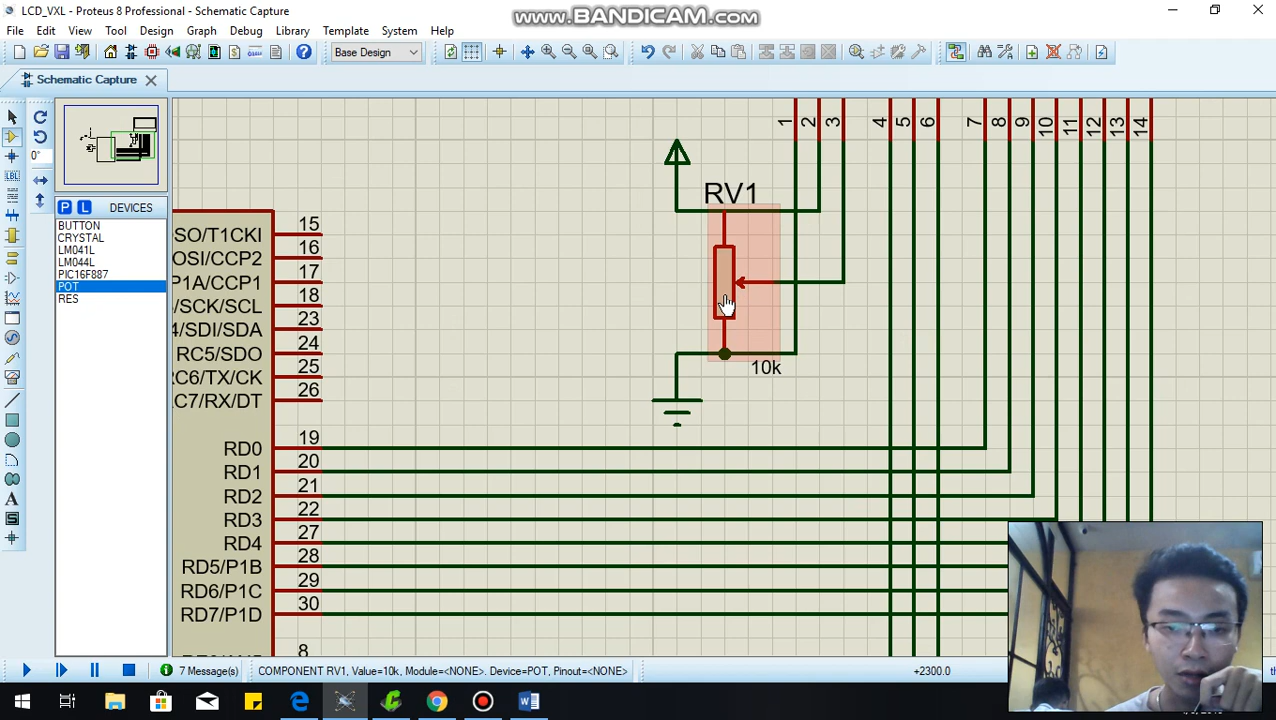 LCD_VXL - Proteus 8 Professional - Schematic Capture
www.BANDICAM.com
File Edit View Tool Design Graph Debug Library Template System Help
Base Design
Schematic Capture
0°
P L DEVICES
BUTTON
CRYSTAL
LM041L
LM044L
PIC16F887
POT
RES
LBL
A
S
1 2 3 4 5 6 7 8 9 10 11 12 13 14
RV1
10k
SO/T1CKI 15
OSI/CCP2 16
P1A/CCP1 17
/SCK/SCL 18
4/SDI/SDA 23
RC5/SDO 24
C6/TX/CK 25
C7/RX/DT 26
RD0 19
RD1 20
RD2 21
RD3 22
RD4 27
RD5/P1B 28
RD6/P1C 29
RD7/P1D 30
8
7 Message(s) COMPONENT RV1, Value=10k, Module=<NONE>, Device=POT, Pinout=<NONE> +2300.0